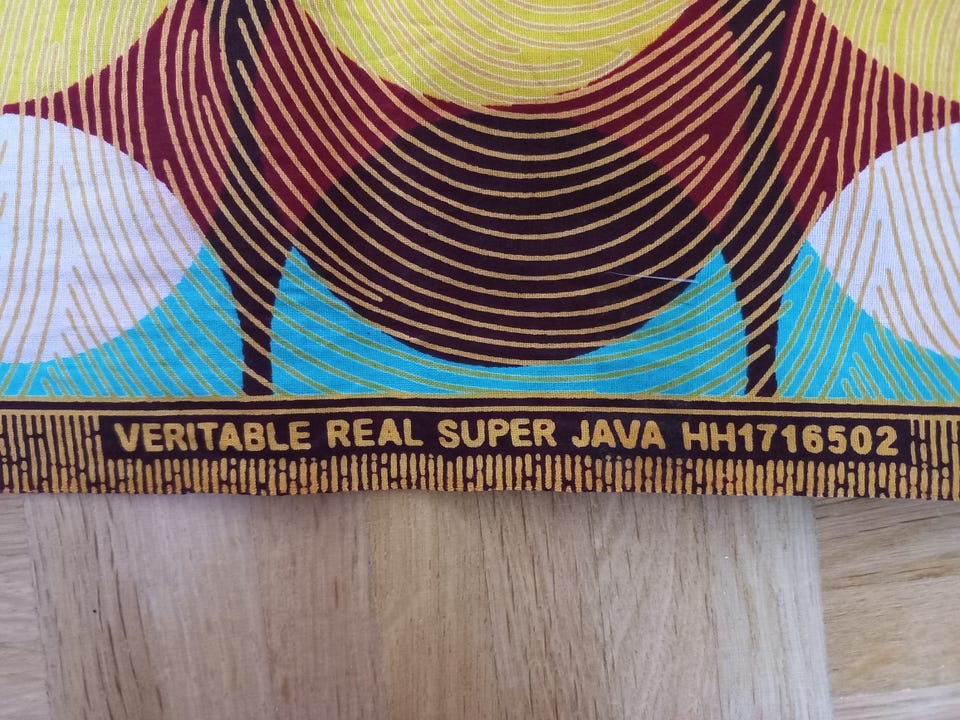 VERITABLE REAL SUPER JAVA HH1716502